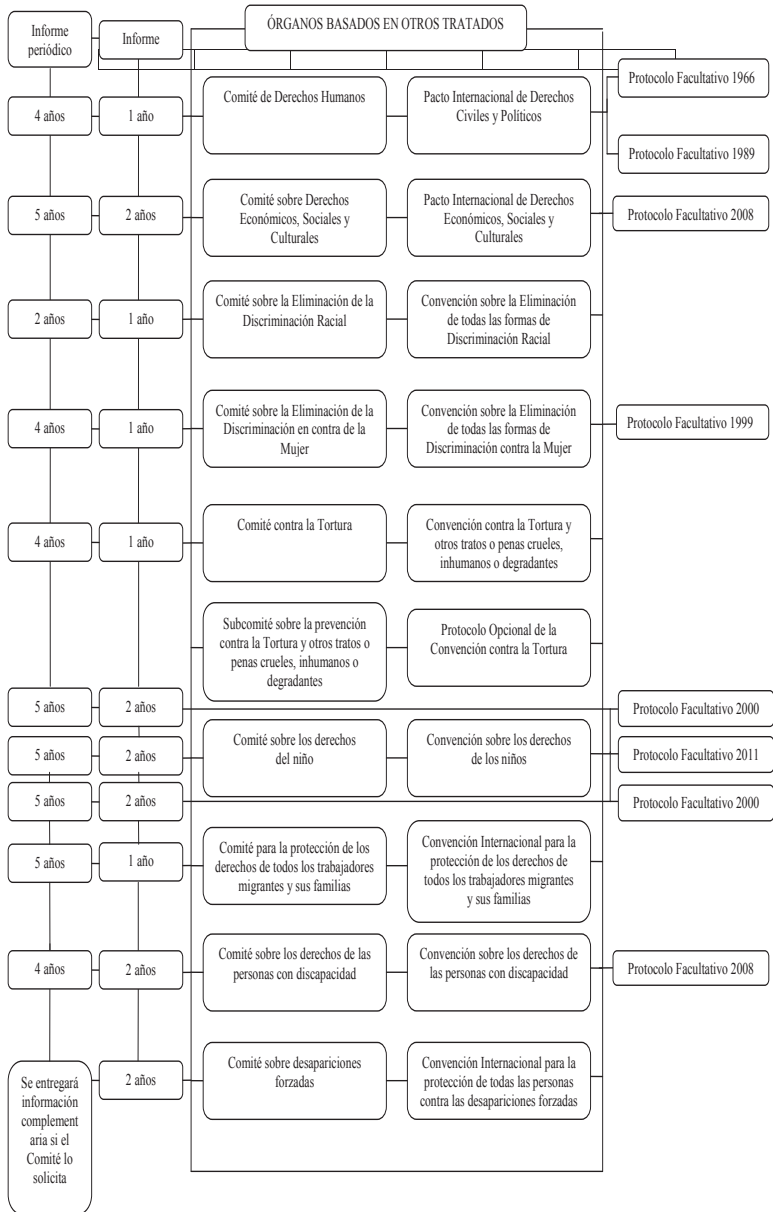 ÓRGANOS BASADOS EN OTROS TRATADOS
Informe
periódico
Informe
4 años
1 año
Comité de Derechos Humanos
Pacto Internacional de Derechos
Civiles y Políticos
Protocolo Facultativo 1966
Protocolo Facultativo 1989
5 años
2 años
Comité sobre Derechos
Económicos, Sociales y
Culturales
Pacto Internacional de Derechos
Económicos, Sociales y
Culturales
Protocolo Facultativo 2008
2 años
1 año
Comité sobre la Eliminación de la
Discriminación Racial
Convención sobre la Eliminación
de todas las formas de
Discriminación Racial
4 años
1 año
Comité sobre la Eliminación de la
Discriminación en contra de la
Mujer
Convención sobre la Eliminación
de todas las formas de
Discriminación contra la Mujer
Protocolo Facultativo 1999
4 años
1 año
Comité contra la Tortura
Convención contra la Tortura y
otros tratos o penas crueles,
inhumanos o degradantes
Subcomité sobre la prevención
contra la Tortura y otros tratos o
penas crueles, inhumanos o
degradantes
Protocolo Opcional de la
Convención contra la Tortura
5 años
2 años
Protocolo Facultativo 2000
5 años
2 años
Comité sobre los derechos
del niño
Convención sobre los derechos
de los niños
Protocolo Facultativo 2011
5 años
2 años
Protocolo Facultativo 2000
5 años
1 año
Comité para la protección de los
derechos de todos los trabajadores
migrantes y sus familias
Convención Internacional para la
protección de los derechos de
todos los trabajadores migrantes
y sus familias
4 años
2 años
Comité sobre los derechos de las
personas con discapacidad
Convención sobre los derechos de
las personas con discapacidad
Protocolo Facultativo 2008
Se entregará
información
complement
aria si el
Comité lo
solicita
2 años
Comité sobre desapariciones
forzadas
Convención Internacional para la
protección de todas las personas
contra las desapariciones forzadas